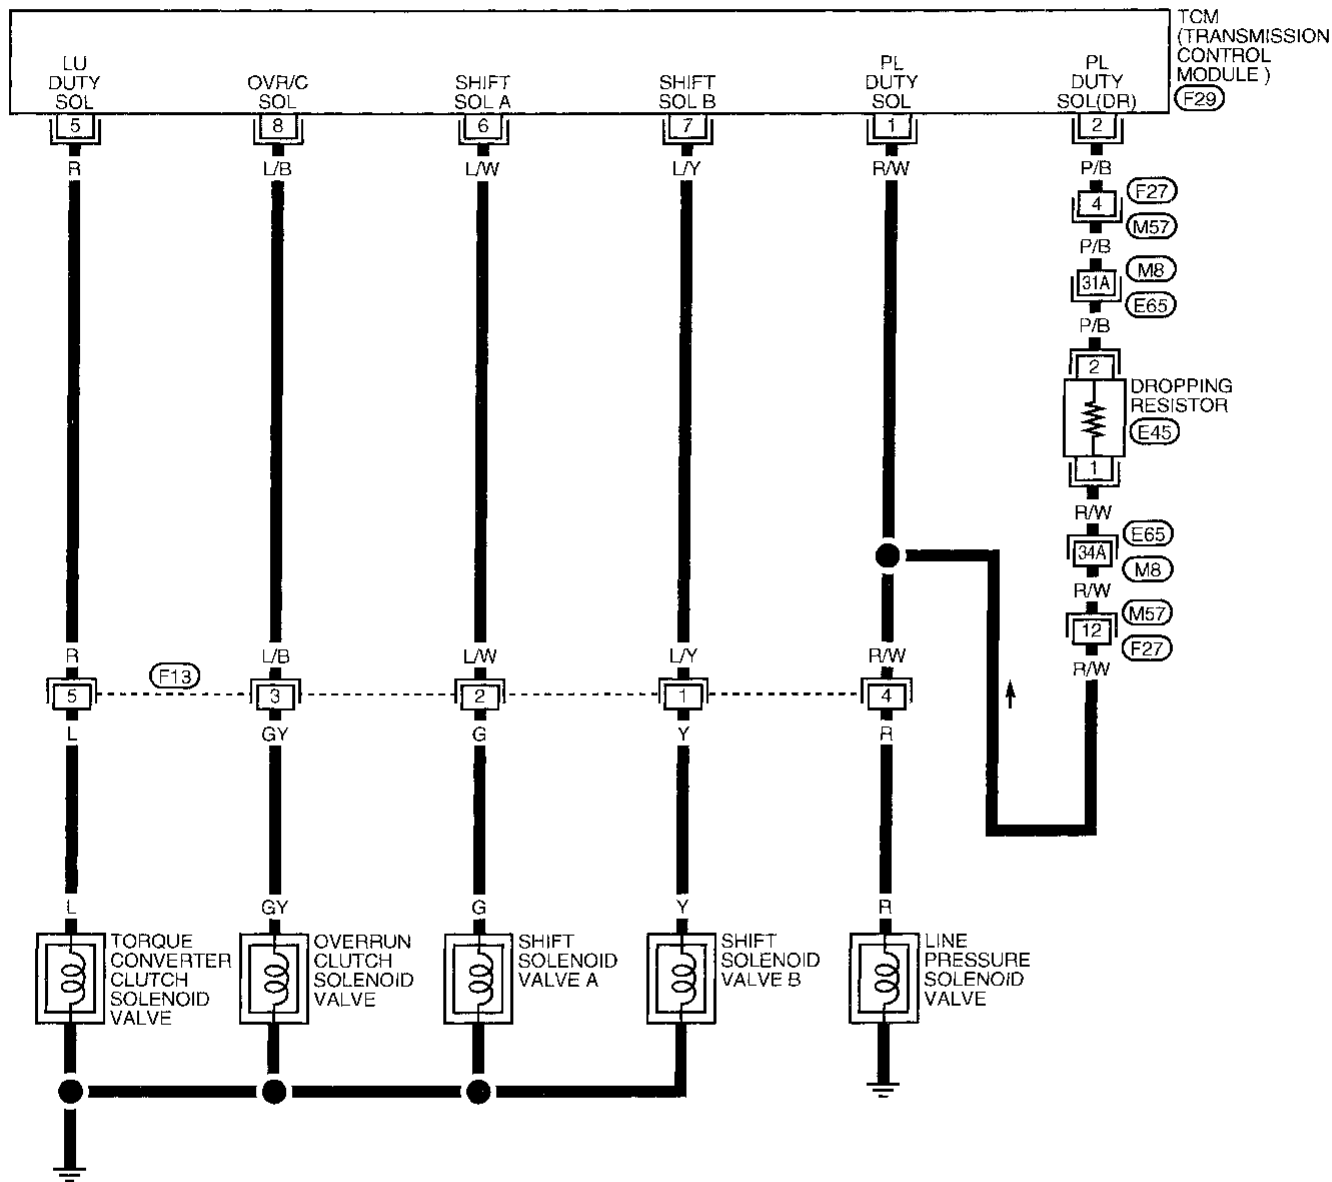 TCM
(TRANSMISSION
CONTROL
MODULE )
F29
LU
DUTY
SOL
OVR/C
SOL
SHIFT
SOL A
SHIFT
SOL B
PL
DUTY
SOL
PL
DUTY
SOL(DR)
5
8
6
7
1
2
R
L/B
L/W
L/Y
R/W
P/B
4
F27
M57
P/B
31A
M8
E65
P/B
2
DROPPING
RESISTOR
E45
1
R/W
34A
E65
M8
R/W
12
M57
F27
R/W
R
L/B
L/W
L/Y
R/W
F13
5
3
2
1
4
L
GY
G
Y
R
L
GY
G
Y
R
TORQUE
CONVERTER
CLUTCH
SOLENOID
VALVE
OVERRUN
CLUTCH
SOLENOID
VALVE
SHIFT
SOLENOID
VALVE A
SHIFT
SOLENOID
VALVE B
LINE
PRESSURE
SOLENOID
VALVE